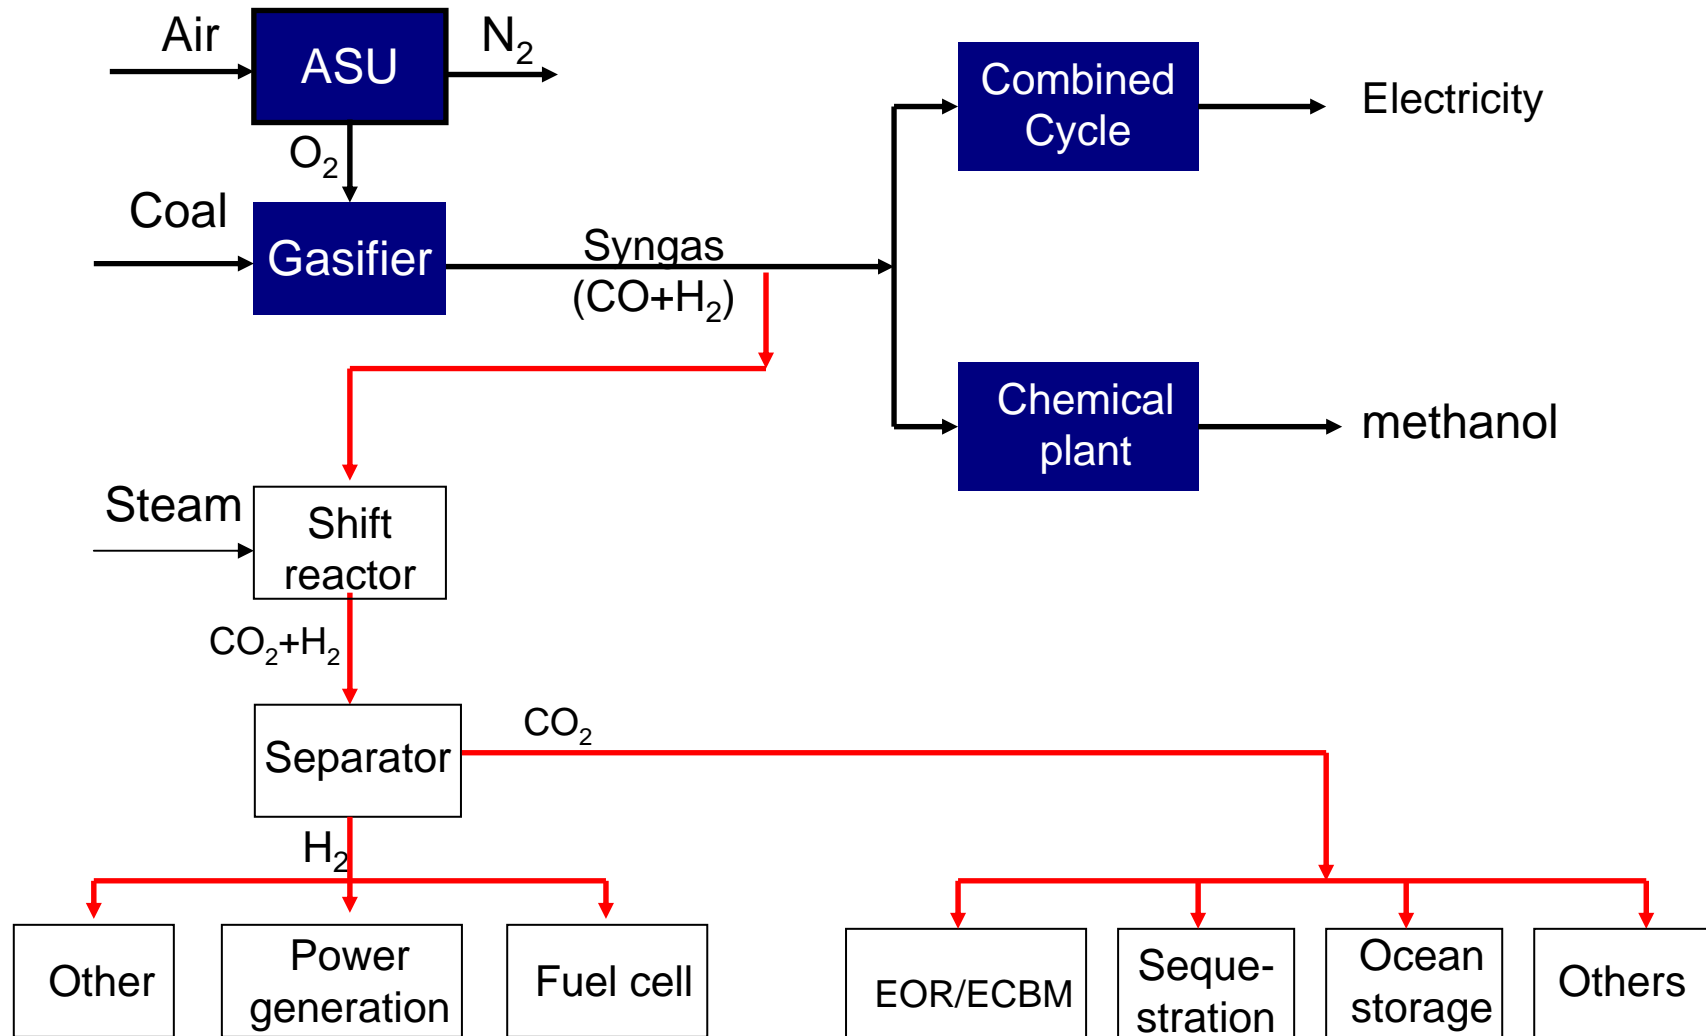 Air
ASU
N2
O2
Coal
Gasifier
Syngas
(CO+H2)
Combined
Cycle
Electricity
Chemical
plant
methanol
Steam
Shift
reactor
CO2+H2
Separator
CO2
H2
Other
Power
generation
Fuel cell
EOR/ECBM
Seque-
stration
Ocean
storage
Others